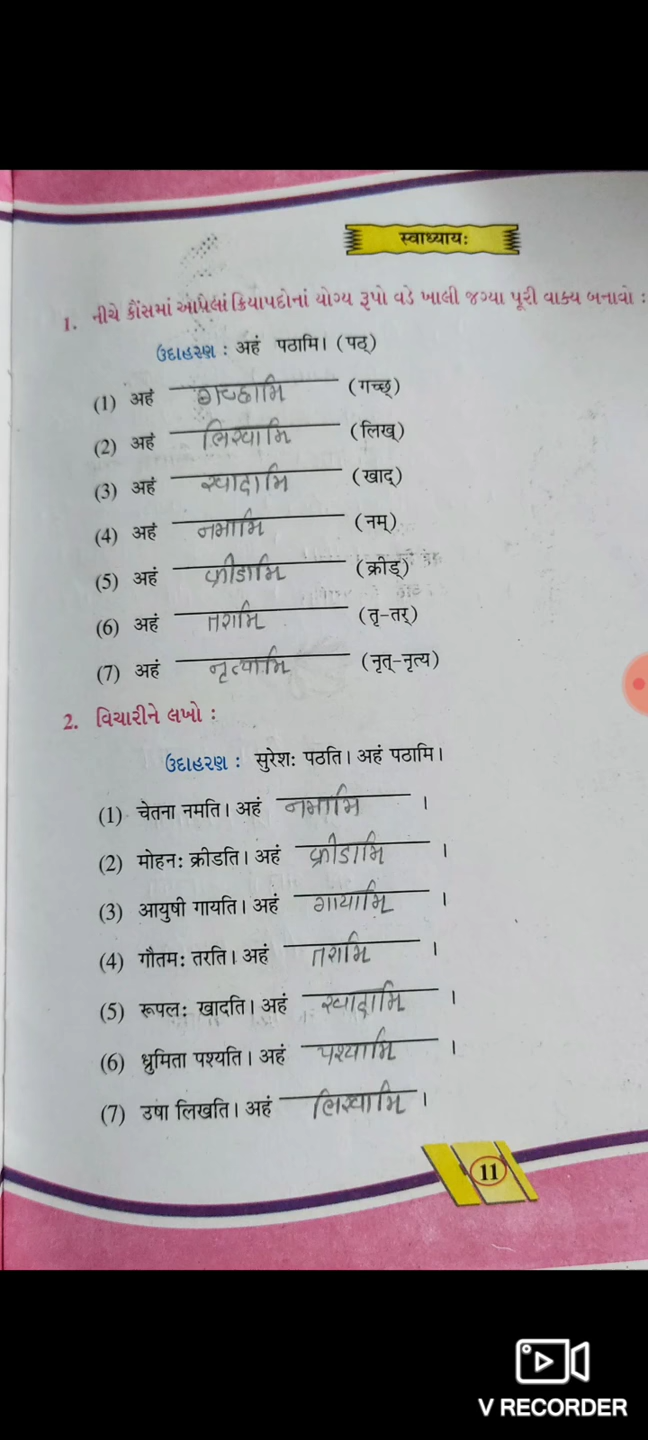 स्वाध्यायः
1. નીચે કૌંસમાં આપેલાં ક્રિયાપદોનાં યોગ્ય રૂપો વડે ખાલી જગ્યા પૂરી વાક્ય બનાવો :
ઉદાહરણ : अहं पठामि। (पठ्)
(1) अहं गच्छामि (गच्छ्)
(2) अहं लिखामि (लिख्)
(3) अहं खादामि (खाद्)
(4) अहं नमामि (नम्)
(5) अहं क्रीडामि (क्रीड्)
(6) अहं तरामि (तृ-तर्)
(7) अहं नृत्यामि (नृत्-नृत्य)
2. વિચારીને લખો :
ઉદાહરણ : सुरेशः पठति। अहं पठामि।
(1) चेतना नमति। अहं नमामि ।
(2) मोहनः क्रीडति। अहं क्रीडामि ।
(3) आयुषी गायति। अहं गायामि ।
(4) गौतमः तरति। अहं तरामि ।
(5) रूपलः खादति। अहं खादामि ।
(6) ध्रुमिता पश्यति। अहं पश्यामि ।
(7) उषा लिखति। अहं लिखामि ।
11
V RECORDER